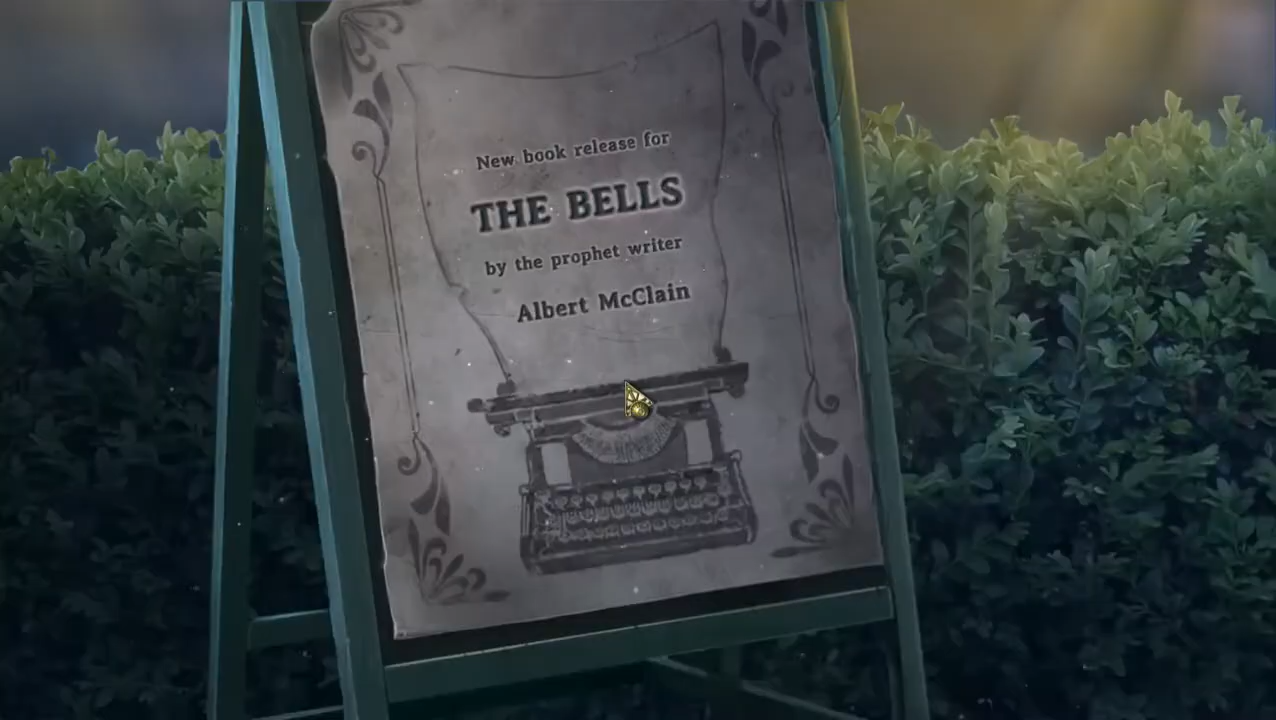 New book release for
THE BELLS
by the prophet writer
Albert McClain